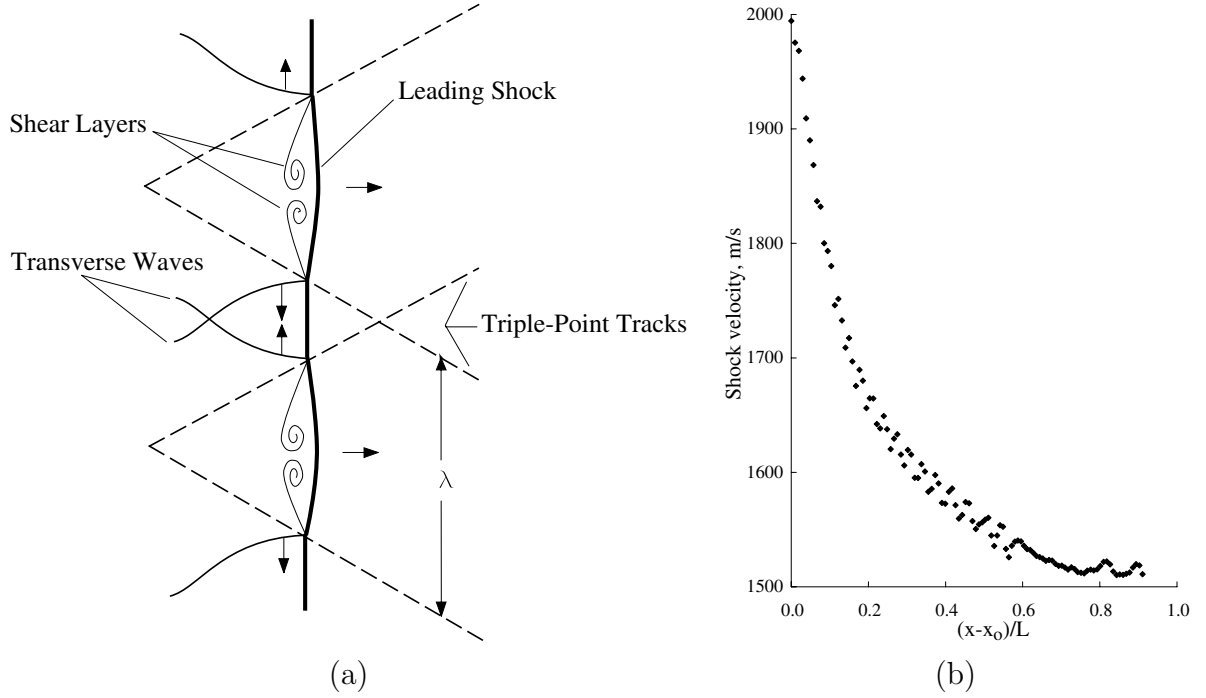 Leading Shock
Shear Layers
Transverse Waves
Triple-Point Tracks
λ
(a)
2000
1900
1800
1700
1600
1500
Shock velocity, m/s
0.0 0.2 0.4 0.6 0.8 1.0
(x-xo)/L
(b)